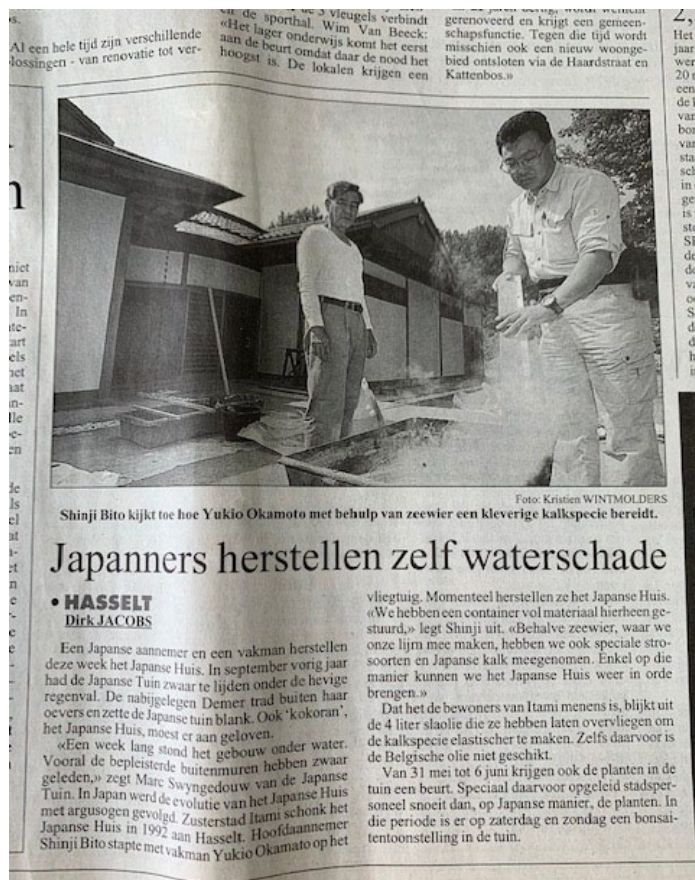 Al een hele tijd zijn verschillende
lossingen - van renovatie tot ver-
3 vleugels verbindt
en de sporthal. Wim Van Beeck:
«Het lager onderwijs komt het eerst
aan de beurt omdat daar de nood het
hoogst is. De lokalen krijgen een
gerenoveerd en krijgt een gemeen-
schapsfunctie. Tegen die tijd wordt
misschien ook een nieuw woonge-
bied ontsloten via de Haardstraat en
Kattenbos.»
Foto: Kristien WINTMOLDERS
Shinji Bito kijkt toe hoe Yukio Okamoto met behulp van zeewier een kleverige kalkspecie bereidt.
Japanners herstellen zelf waterschade
• HASSELT
Dirk JACOBS
Een Japanse aannemer en een vakman herstellen
deze week het Japanse Huis. In september vorig jaar
had de Japanse Tuin zwaar te lijden onder de hevige
regenval. De nabijgelegen Demer trad buiten haar
oevers en zette de Japanse tuin blank. Ook ‘kokoran’,
het Japanse Huis, moest er aan geloven.
«Een week lang stond het gebouw onder water.
Vooral de bepleisterde buitenmuren hebben zwaar
geleden,» zegt Marc Swyngedouw van de Japanse
Tuin. In Japan werd de evolutie van het Japanse Huis
met argusogen gevolgd. Zusterstad Itami schonk het
Japanse Huis in 1992 aan Hasselt. Hoofdaannemer
Shinji Bito stapte met vakman Yukio Okamato op het
vliegtuig. Momenteel herstellen ze het Japanse Huis.
«We hebben een container vol materiaal hierheen ge-
stuurd,» legt Shinji uit. «Behalve zeewier, waar we
onze lijm mee maken, hebben we ook speciale stro-
soorten en Japanse kalk meegenomen. Enkel op die
manier kunnen we het Japanse Huis weer in orde
brengen.»
Dat het de bewoners van Itami menens is, blijkt uit
de 4 liter slaolie die ze hebben laten overvliegen om
de kalkspecie elastischer te maken. Zelfs daarvoor is
de Belgische olie niet geschikt.
Van 31 mei tot 6 juni krijgen ook de planten in de
tuin een beurt. Speciaal daarvoor opgeleid stadsper-
soneel snoeit dan, op Japanse manier, de planten. In
die periode is er op zaterdag en zondag een bonsai-
tentoonstelling in de tuin.